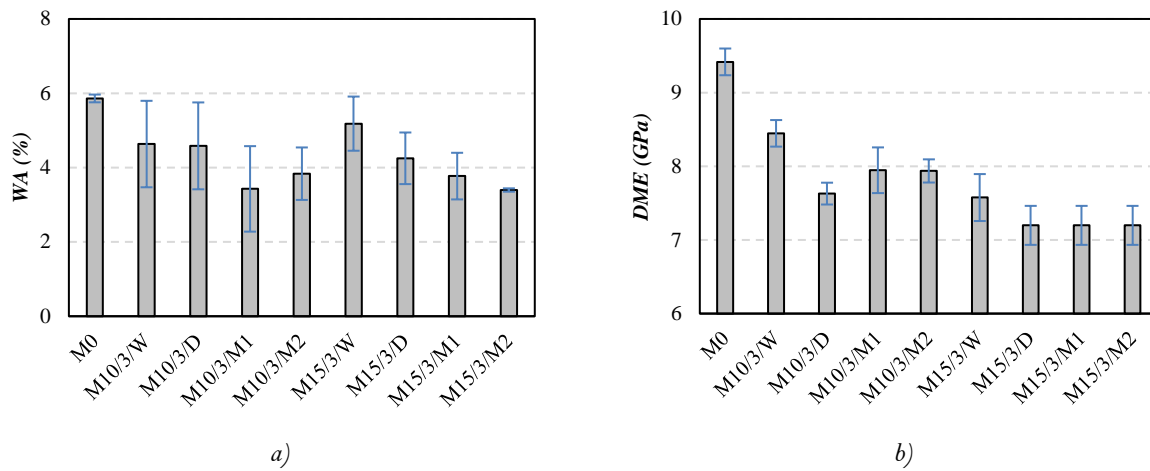 8
6
4
2
0
WA (%)
M0
M10/3/W
M10/3/D
M10/3/M1
M10/3/M2
M15/3/W
M15/3/D
M15/3/M1
M15/3/M2
a)
10
9
8
7
6
DME (GPa)
M0
M10/3/W
M10/3/D
M10/3/M1
M10/3/M2
M15/3/W
M15/3/D
M15/3/M1
M15/3/M2
b)